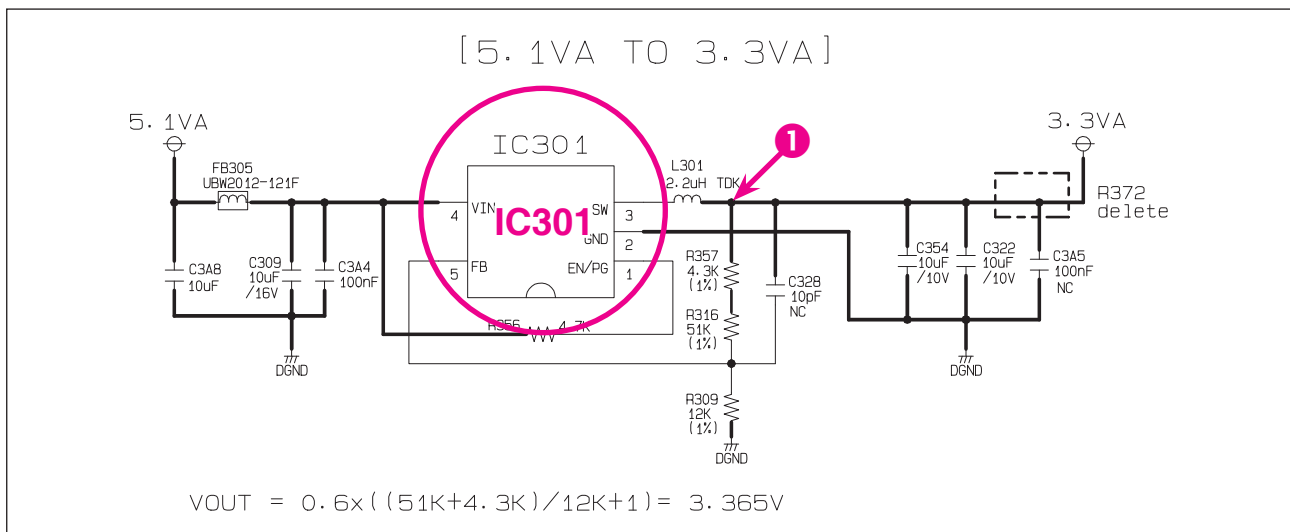 [5.1VA TO 3.3VA]
5.1VA
3.3VA
IC301
1
FB305
UBW2012-121F
L301
2.2uH TDK
R372
delete
4
VIN
SW
3
IC301
GND
2
5
FB
EN/PG
1
C3A8
10uF
C309
10uF
/16V
C3A4
100nF
R357
4.3K
(1%)
C328
10pF
NC
R316
51K
(1%)
C354
10uF
/10V
C322
10uF
/10V
C3A5
100nF
NC
R356
4.7K
DGND
DGND
R309
12K
(1%)
DGND
VOUT = 0.6x((51K+4.3K)/12K+1)= 3.365V